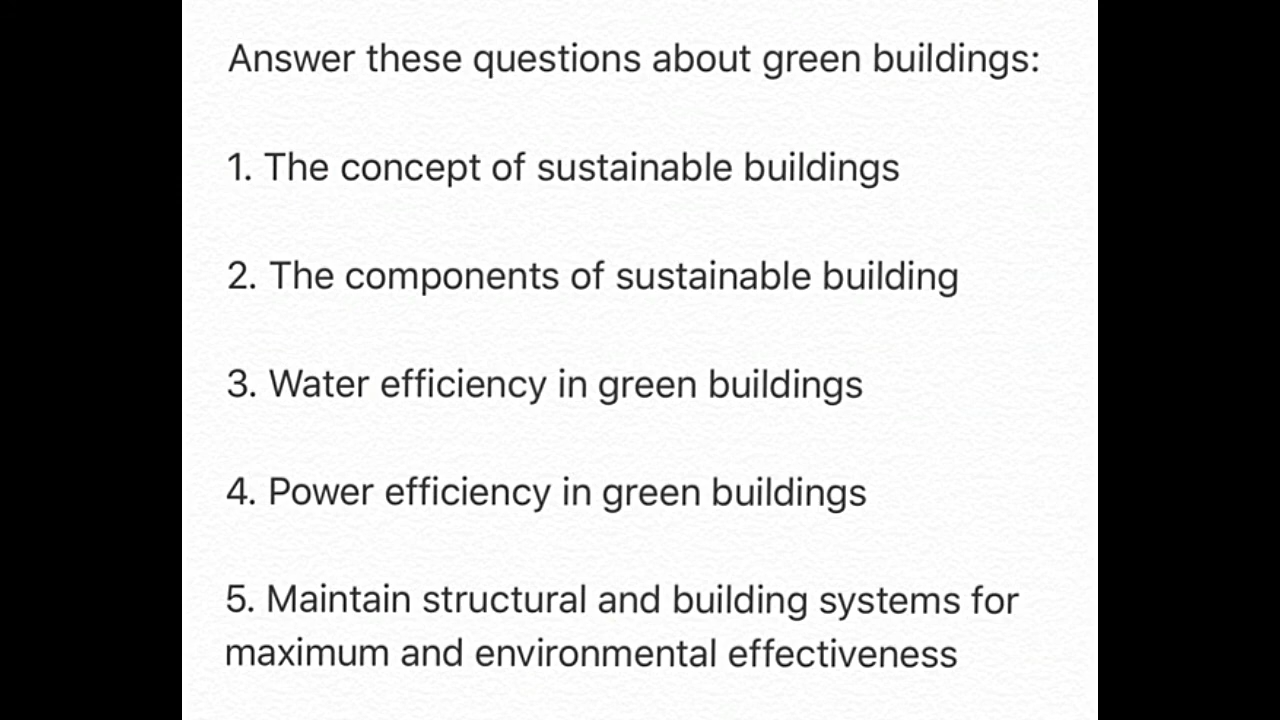 Answer these questions about green buildings:
1. The concept of sustainable buildings
2. The components of sustainable building
3. Water efficiency in green buildings
4. Power efficiency in green buildings
5. Maintain structural and building systems for
maximum and environmental effectiveness